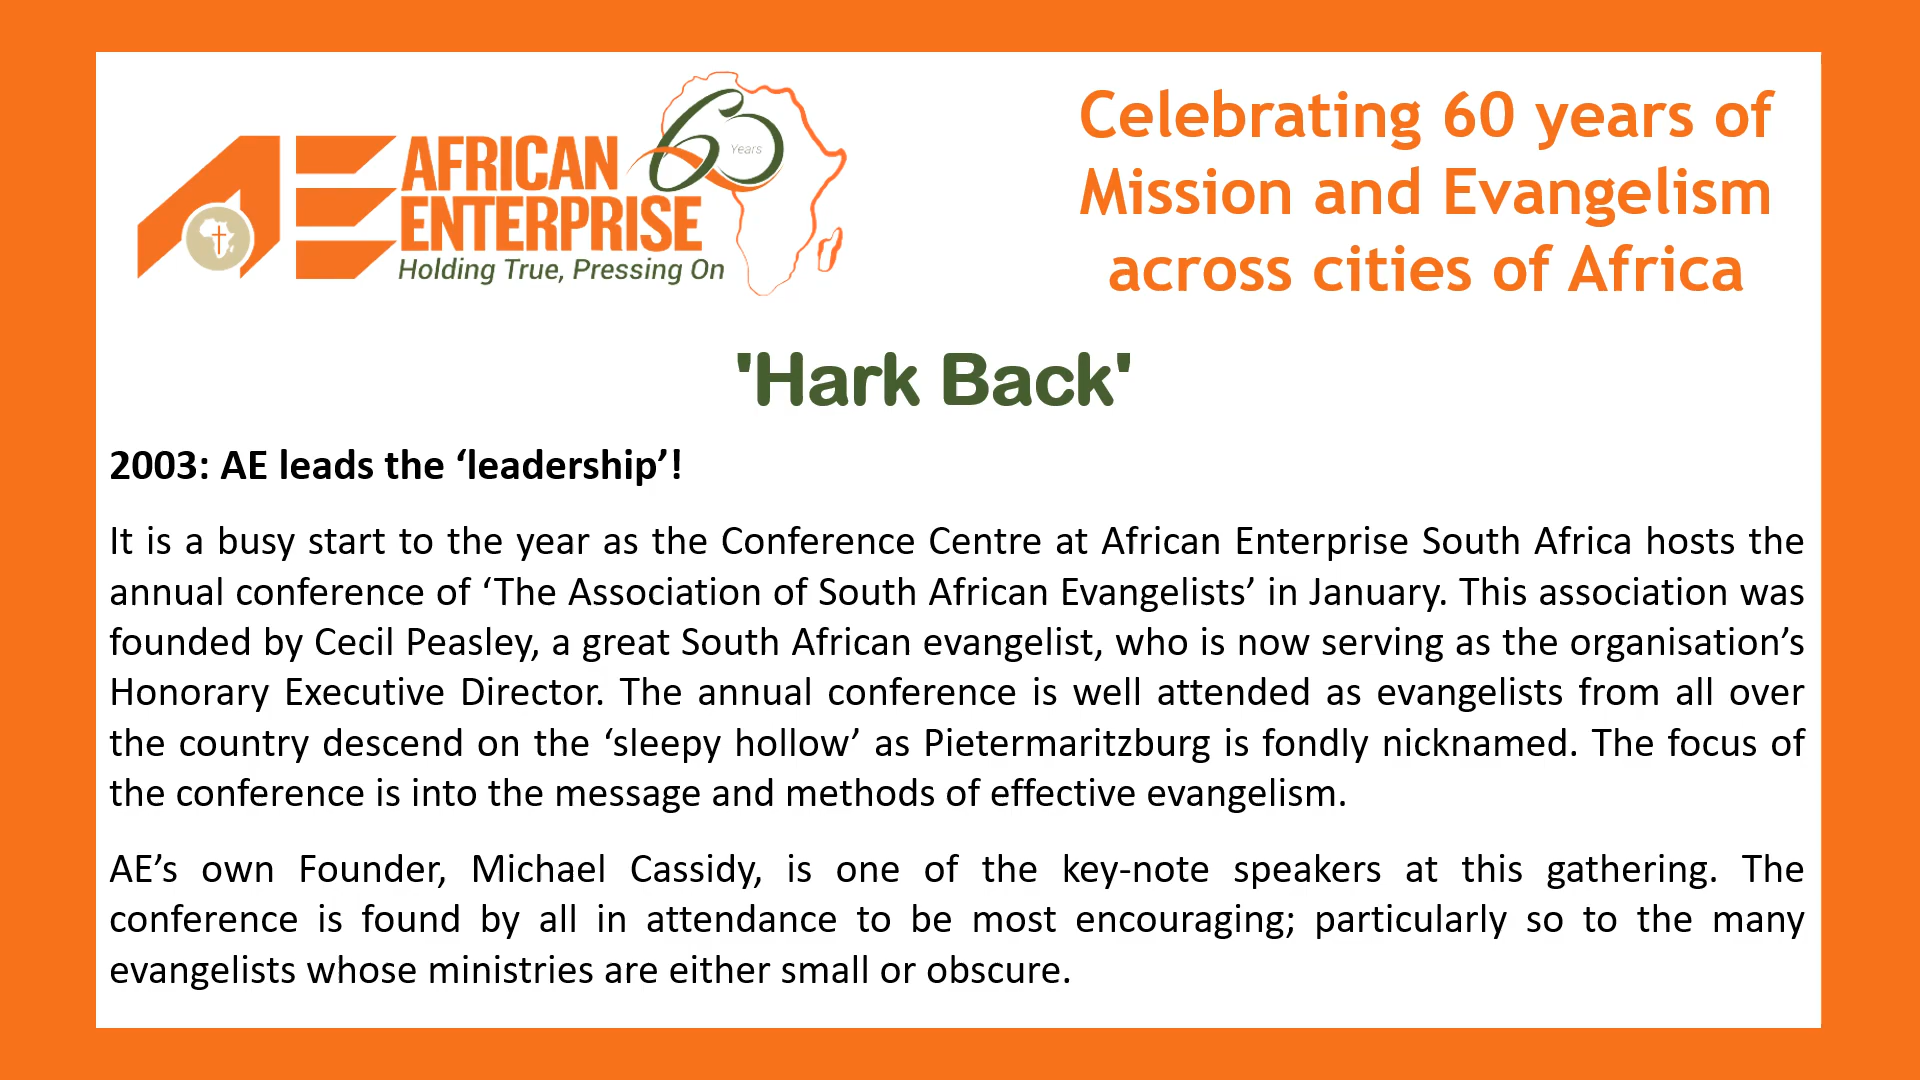 AFRICAN
ENTERPRISE
Holding True, Pressing On
60
Years
Celebrating 60 years of
Mission and Evangelism
across cities of Africa
'Hark Back'
2003: AE leads the ‘leadership’!
It is a busy start to the year as the Conference Centre at African Enterprise South Africa hosts the
annual conference of ‘The Association of South African Evangelists’ in January. This association was
founded by Cecil Peasley, a great South African evangelist, who is now serving as the organisation’s
Honorary Executive Director. The annual conference is well attended as evangelists from all over
the country descend on the ‘sleepy hollow’ as Pietermaritzburg is fondly nicknamed. The focus of
the conference is into the message and methods of effective evangelism.
AE’s own Founder, Michael Cassidy, is one of the key-note speakers at this gathering. The
conference is found by all in attendance to be most encouraging; particularly so to the many
evangelists whose ministries are either small or obscure.